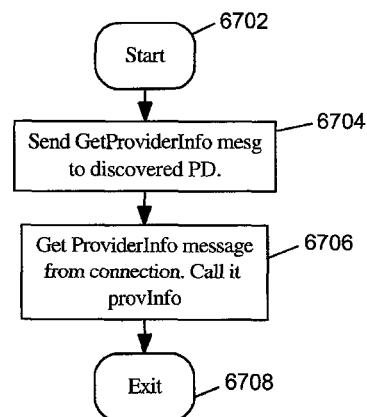 6702
Start
6704
Send GetProviderInfo mesg
to discovered PD.
6706
Get ProviderInfo message
from connection. Call it
provInfo
Exit
6708